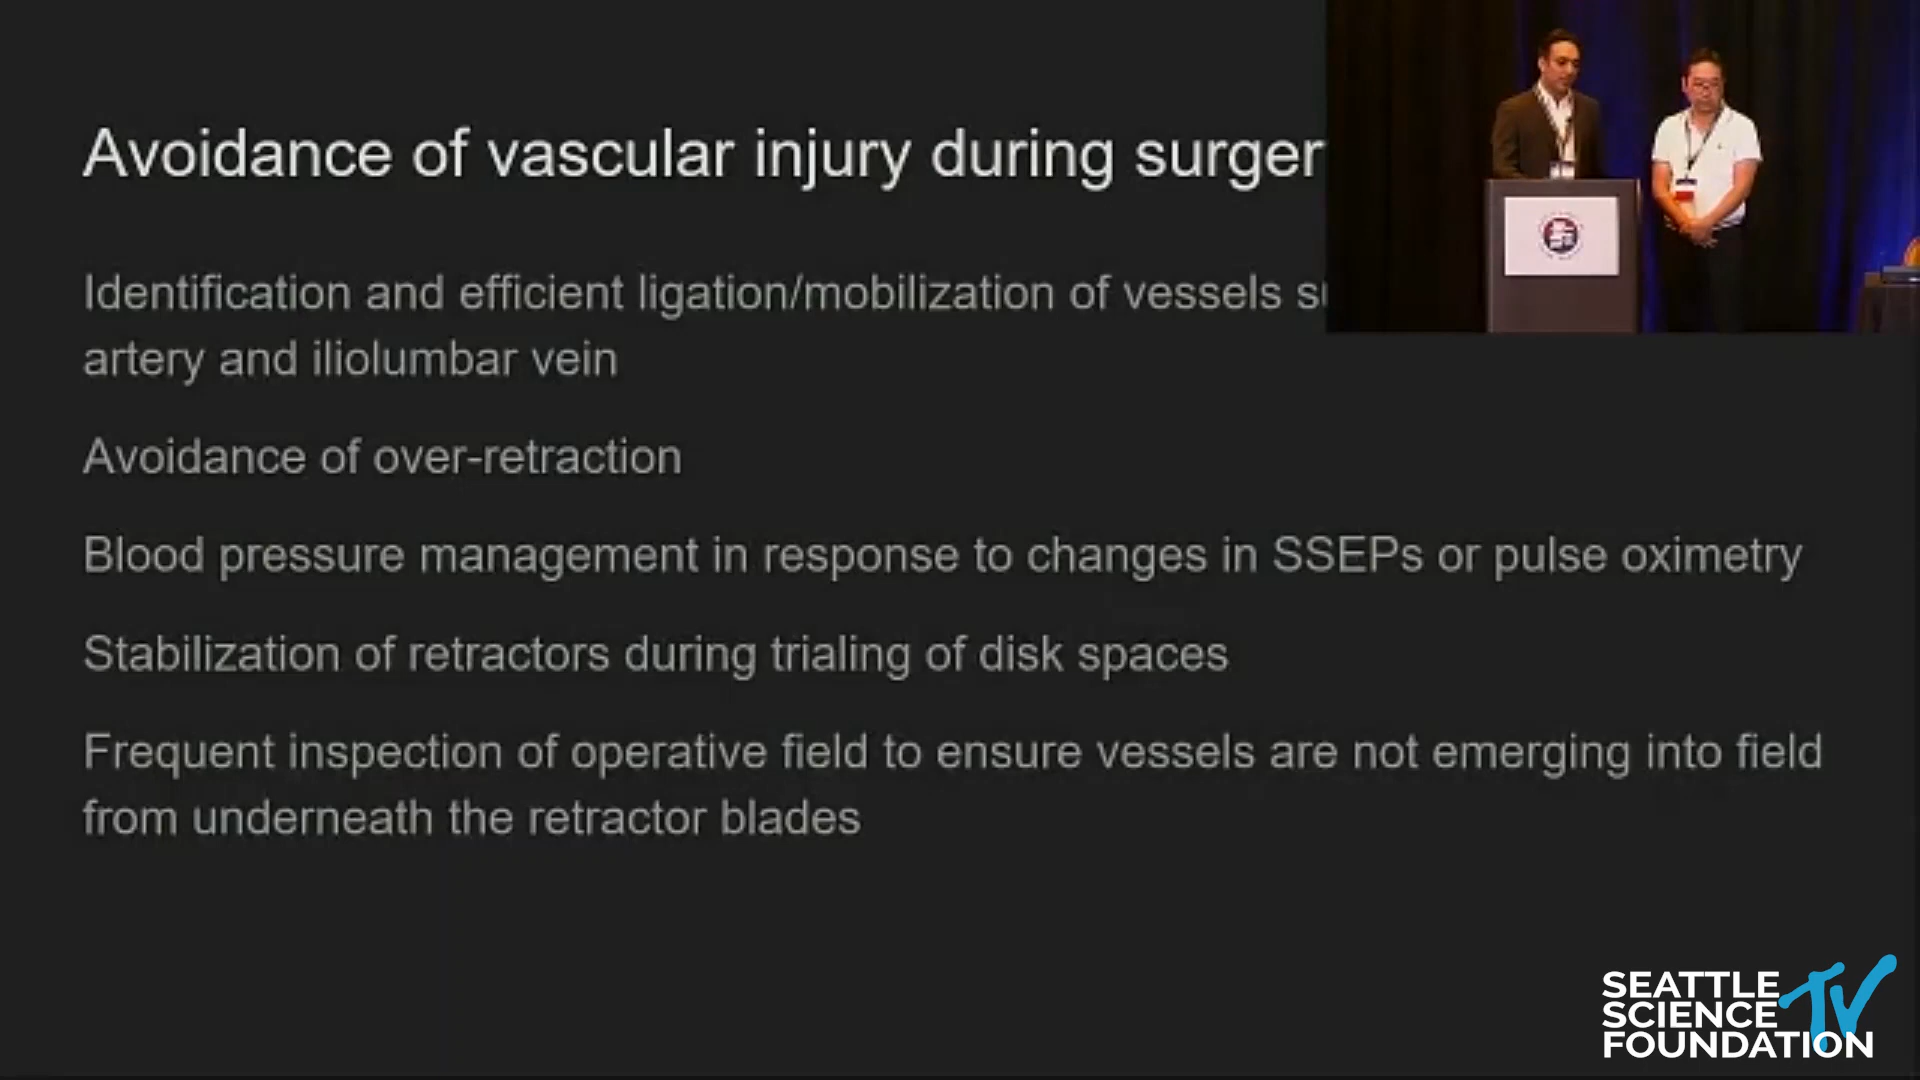 Avoidance of vascular injury during surger
Identification and efficient ligation/mobilization of vessels
artery and iliolumbar vein
Avoidance of over-retraction
Blood pressure management in response to changes in SSEPs or pulse oximetry
Stabilization of retractors during trialing of disk spaces
Frequent inspection of operative field to ensure vessels are not emerging into field
from underneath the retractor blades
SEATTLE
SCIENCE
FOUNDATION
TV